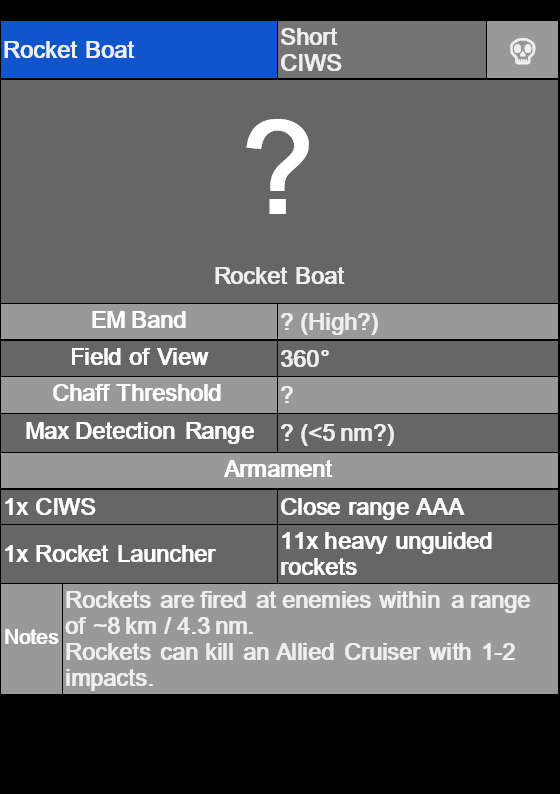 Rocket Boat
Short
CIWS
?
Rocket Boat
EM Band
? (High?)
Field of View
360°
Chaff Threshold
?
Max Detection Range
? (<5 nm?)
Armament
1x CIWS
Close range AAA
1x Rocket Launcher
11x heavy unguided
rockets
Notes
Rockets are fired at enemies within a range
of ~8 km / 4.3 nm.
Rockets can kill an Allied Cruiser with 1-2
impacts.